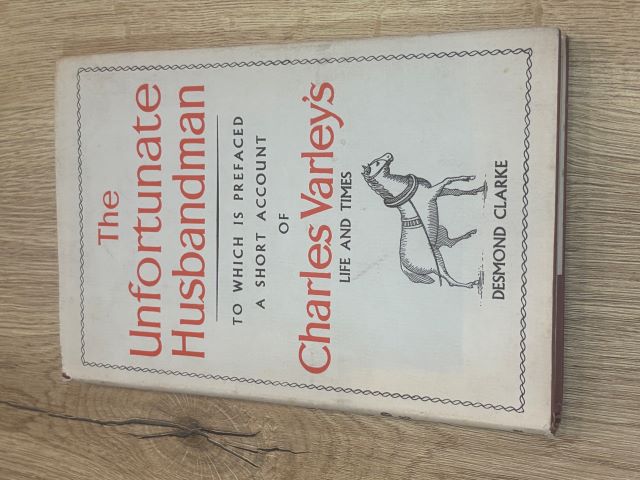 The
Unfortunate
Husbandman
TO WHICH IS PREFACED
A SHORT ACCOUNT
OF
Charles Varley's
LIFE AND TIMES
DESMOND CLARKE